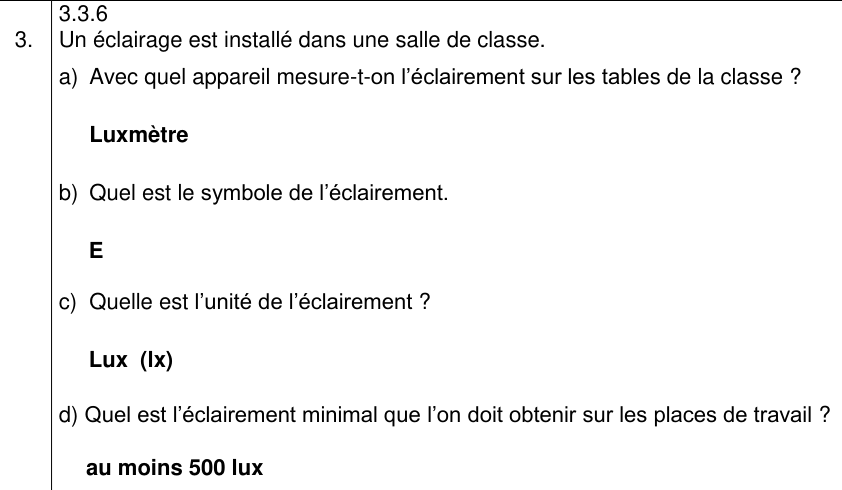 3.3.6
3. Un éclairage est installé dans une salle de classe.
a) Avec quel appareil mesure-t-on l'éclairement sur les tables de la classe ?
Luxmètre
b) Quel est le symbole de l'éclairement.
E
c) Quelle est l'unité de l'éclairement ?
Lux (lx)
d) Quel est l'éclairement minimal que l'on doit obtenir sur les places de travail ?
au moins 500 lux